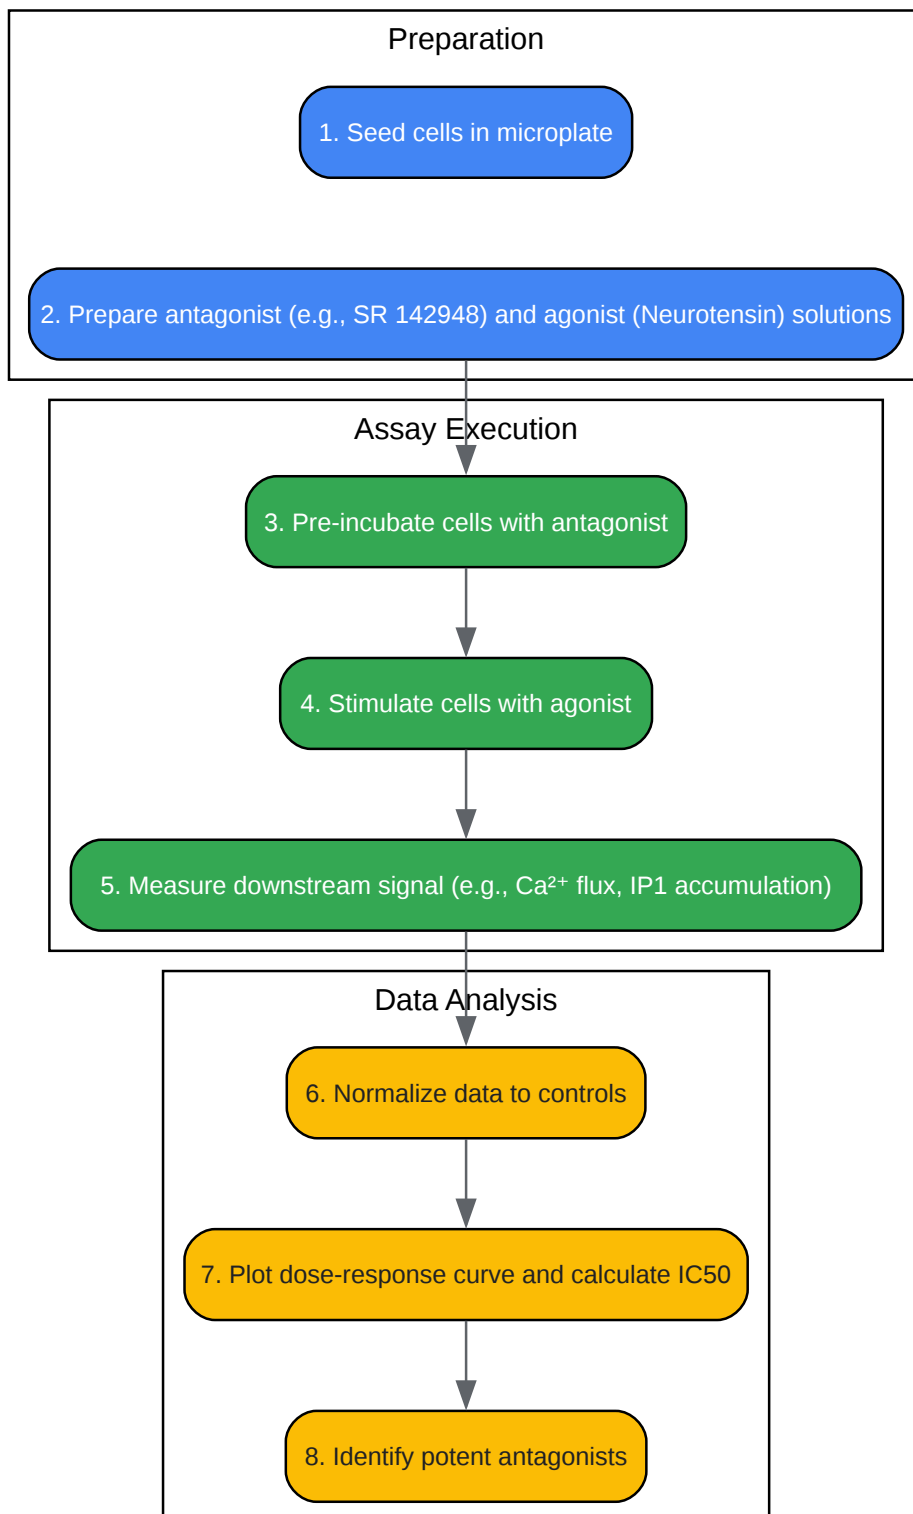 Preparation
1. Seed cells in microplate
2. Prepare antagonist (e.g., SR 142948) and agonist (Neurotensin) solutions
Assay Execution
3. Pre-incubate cells with antagonist
4. Stimulate cells with agonist
5. Measure downstream signal (e.g., Ca²⁺ flux, IP1 accumulation)
Data Analysis
6. Normalize data to controls
7. Plot dose-response curve and calculate IC50
8. Identify potent antagonists